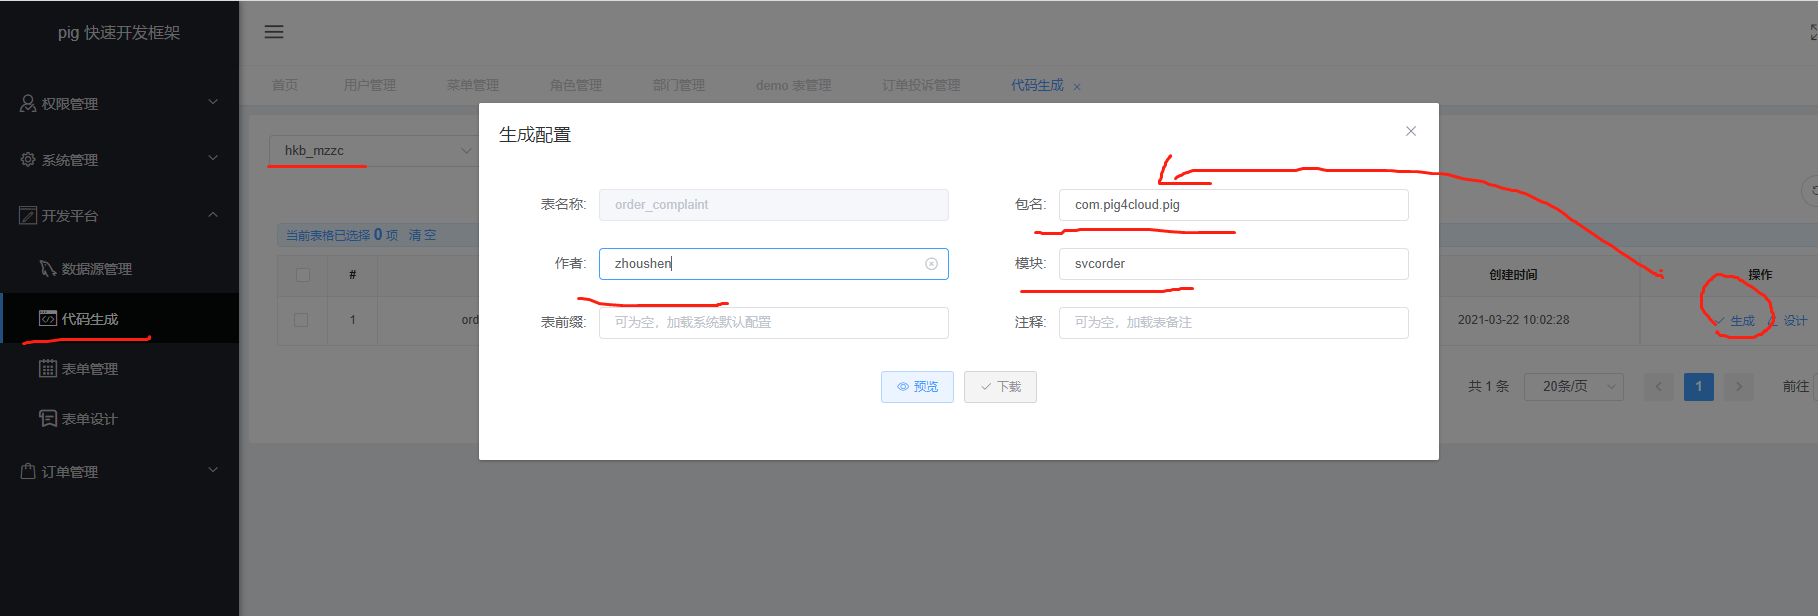 pig 快速开发框架
权限管理
系统管理
开发平台
数据源管理
代码生成
表单管理
表单设计
订单管理
首页 用户管理 菜单管理 角色管理 部门管理 demo 表管理 订单投诉管理 代码生成
hkb_mzzc
当前表格已选择 0 项 清空
# 创建时间 操作
1 ord 2021-03-22 10:02:28 生成 设计
共 1 条 20条/页 1 前往
生成配置
表名称: order_complaint 包名: com.pig4cloud.pig
作者: zhoushen 模块: svcorder
表前缀: 可为空，加载系统默认配置 注释: 可为空，加载表备注
预览 下载